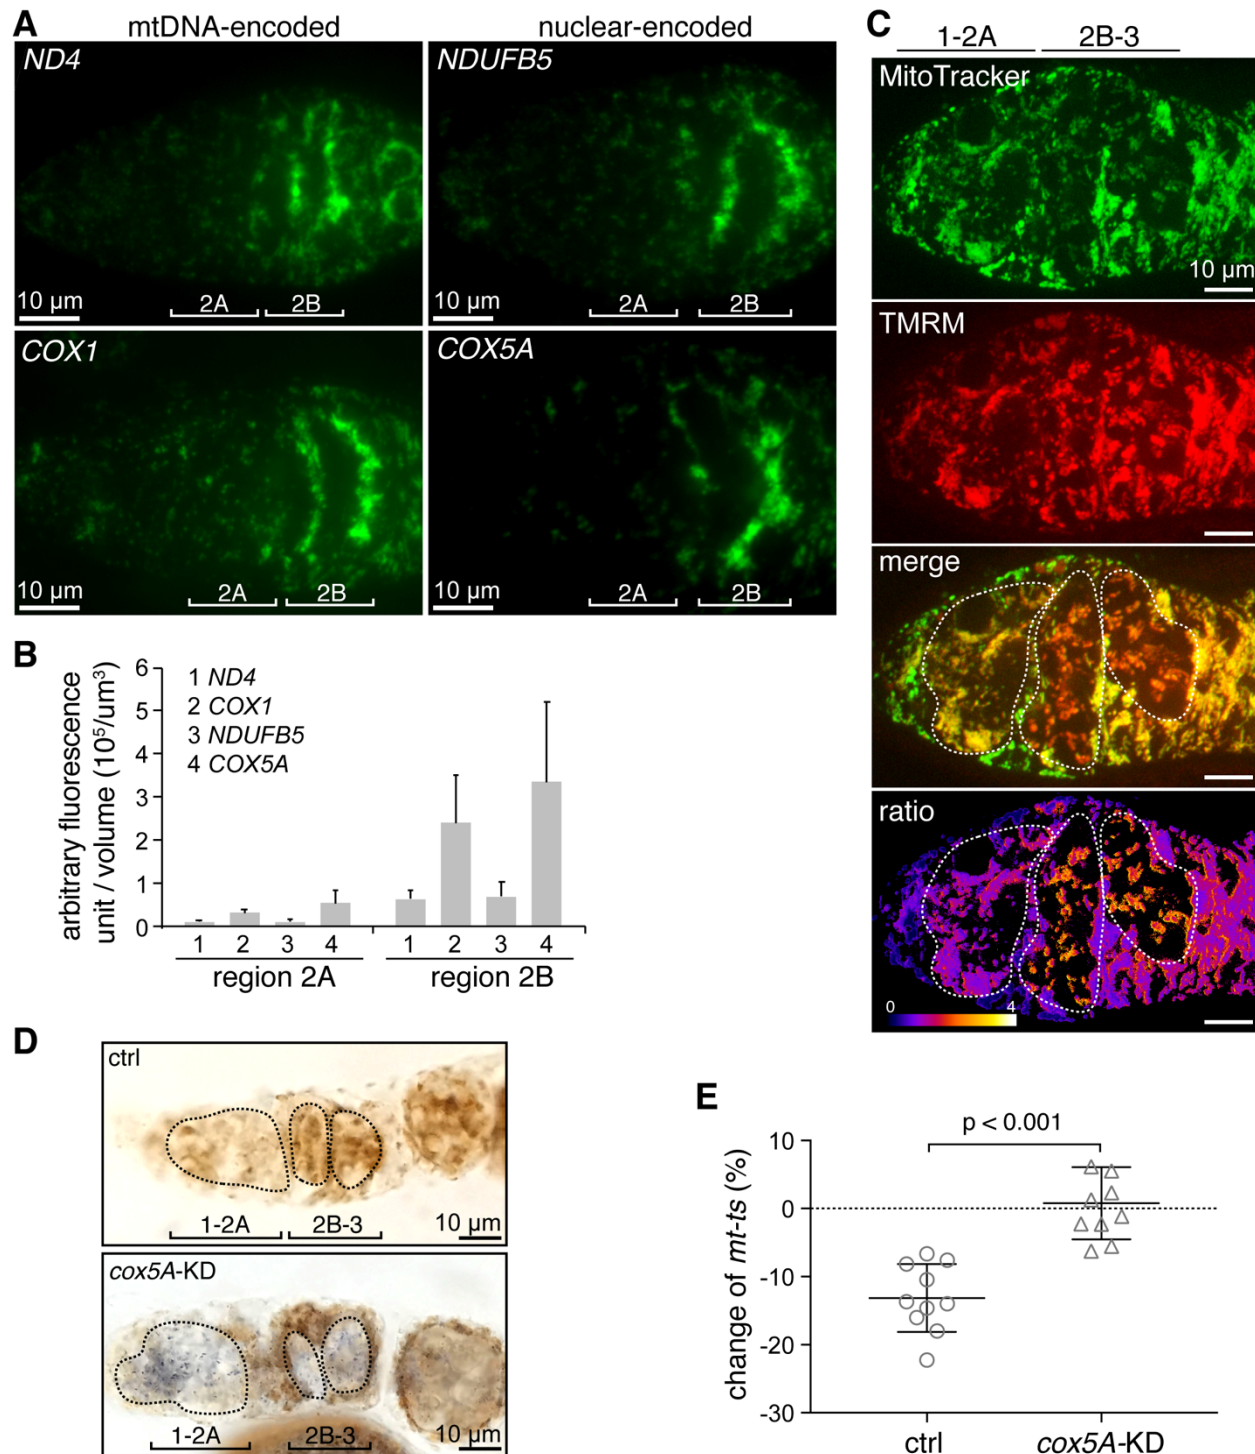 A
mtDNA-encoded
nuclear-encoded
ND4
10 µm
2A
2B
NDUFB5
10 µm
2A
2B
COX1
10 µm
2A
2B
COX5A
10 µm
2A
2B
B
arbitrary fluorescence
unit / volume (10⁵/um³)
6
5
4
3
2
1
0
1 ND4
2 COX1
3 NDUFB5
4 COX5A
1 2 3 4 1 2 3 4
region 2A region 2B
C
1-2A 2B-3
MitoTracker
10 µm
TMRM
merge
ratio
0 4
D
ctrl
1-2A 2B-3 10 µm
cox5A-KD
1-2A 2B-3 10 µm
E
p < 0.001
change of mt-ts (%)
10
0
-10
-20
-30
ctrl cox5A-KD